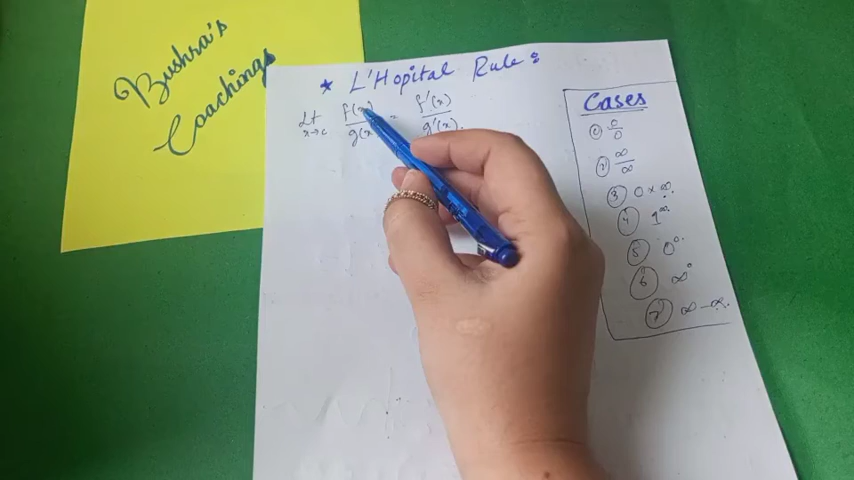 Bushra's
Coachings
* L'Hopital Rule:
Lt x→c f(x)/g(x) = f'(x)/g'(x).
Cases
① 0/0
② ∞/∞
③ 0 × ∞.
④ 1^∞.
⑤ 0^0.
⑥ ∞^0
⑦ ∞ - ∞.